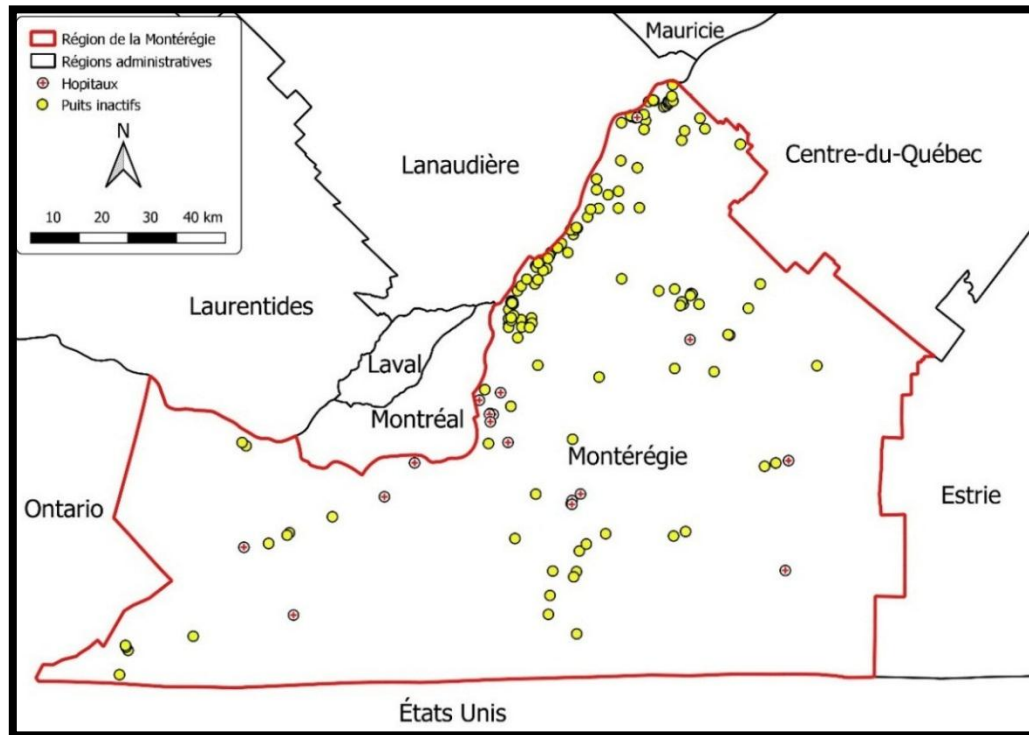 Région de la Montérégie
Régions administratives
Hopitaux
Puits inactifs
N
10 20 30 40 km
Mauricie
Lanaudière
Centre-du-Québec
Laurentides
Laval
Montréal
Montérégie
Ontario
Estrie
États Unis